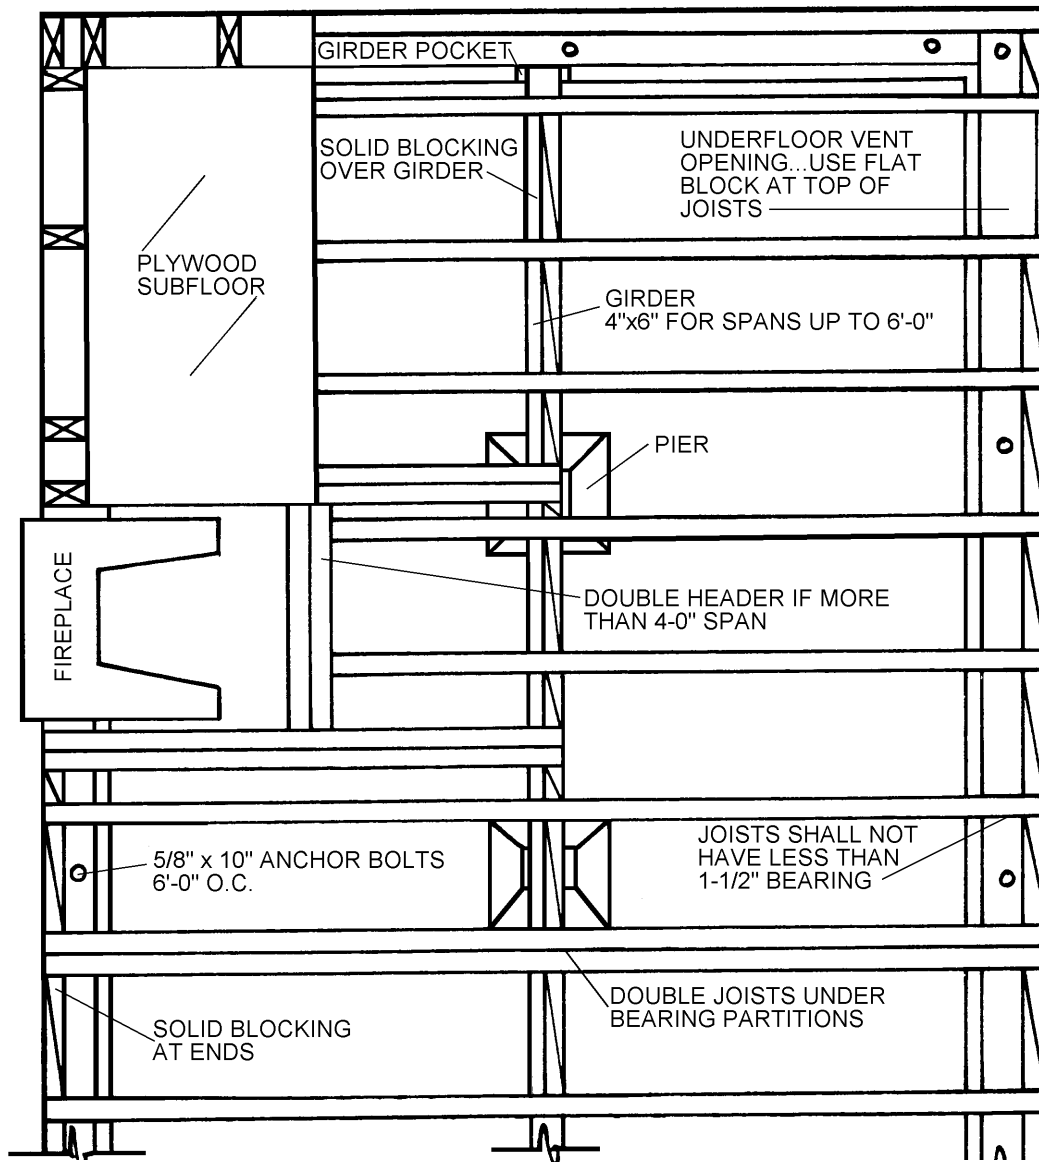 GIRDER POCKET
SOLID BLOCKING
OVER GIRDER
UNDERFLOOR VENT
OPENING...USE FLAT
BLOCK AT TOP OF
JOISTS
PLYWOOD
SUBFLOOR
GIRDER
4"x6" FOR SPANS UP TO 6'-0"
PIER
FIREPLACE
DOUBLE HEADER IF MORE
THAN 4-0" SPAN
5/8" x 10" ANCHOR BOLTS
6'-0" O.C.
JOISTS SHALL NOT
HAVE LESS THAN
1-1/2" BEARING
DOUBLE JOISTS UNDER
BEARING PARTITIONS
SOLID BLOCKING
AT ENDS